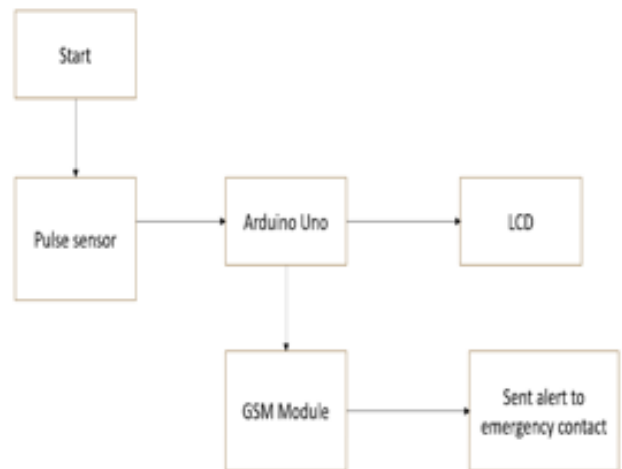 Start
Pulse sensor
Arduino Uno
LCD
GSM Module
Sent alert to
emergency contact